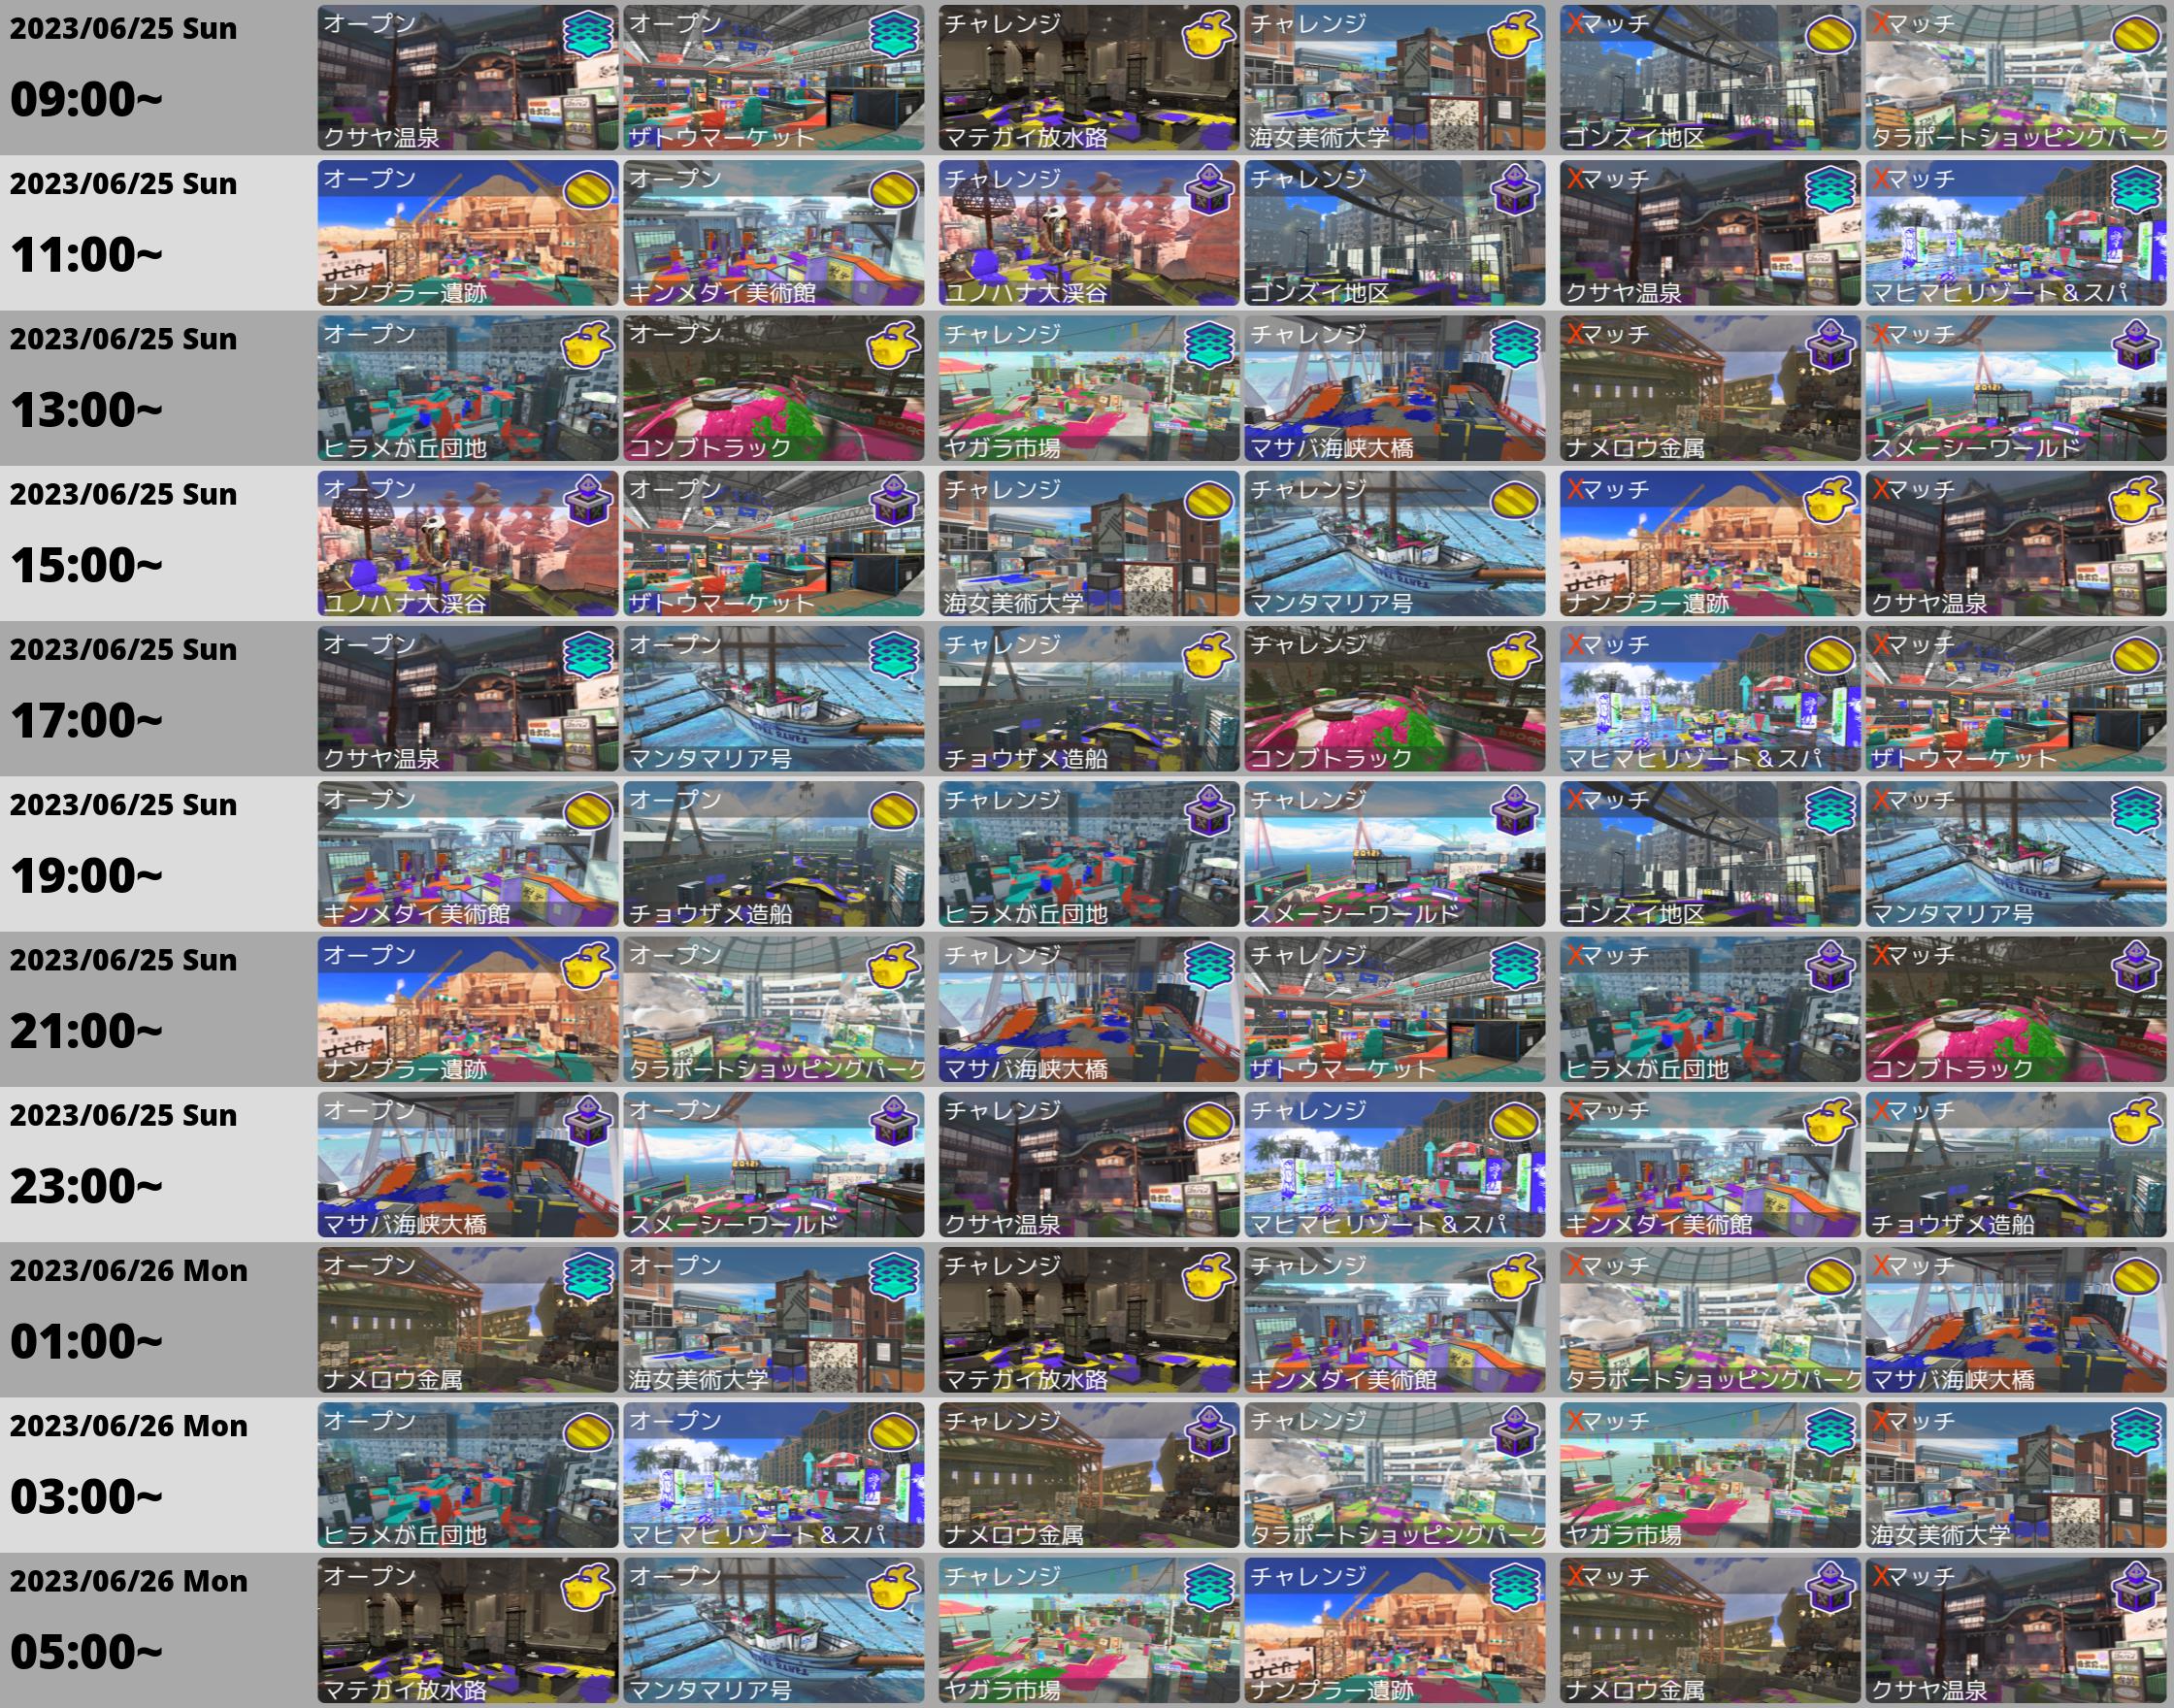 2023/06/25 Sun
09:00~
オープン オープン チャレンジ チャレンジ Xマッチ Xマッチ
クサヤ温泉 ザトウマーケット マテガイ放水路 海女美術大学 ゴンズイ地区 タラポートショッピングパーク
2023/06/25 Sun
11:00~
オープン オープン チャレンジ チャレンジ Xマッチ Xマッチ
ナンプラー遺跡 キンメダイ美術館 ユノハナ大渓谷 ゴンズイ地区 クサヤ温泉 マヒマヒリゾート＆スパ
2023/06/25 Sun
13:00~
オープン オープン チャレンジ チャレンジ Xマッチ Xマッチ
ヒラメが丘団地 コンブトラック ヤガラ市場 マサバ海峡大橋 ナメロウ金属 スメーシーワールド
2023/06/25 Sun
15:00~
オープン オープン チャレンジ チャレンジ Xマッチ Xマッチ
ユノハナ大渓谷 ザトウマーケット 海女美術大学 マンタマリア号 ナンプラー遺跡 クサヤ温泉
2023/06/25 Sun
17:00~
オープン オープン チャレンジ チャレンジ Xマッチ Xマッチ
クサヤ温泉 マンタマリア号 チョウザメ造船 コンブトラック マヒマヒリゾート＆スパ ザトウマーケット
2023/06/25 Sun
19:00~
オープン オープン チャレンジ チャレンジ Xマッチ Xマッチ
キンメダイ美術館 チョウザメ造船 ヒラメが丘団地 スメーシーワールド ゴンズイ地区 マンタマリア号
2023/06/25 Sun
21:00~
オープン オープン チャレンジ チャレンジ Xマッチ Xマッチ
ナンプラー遺跡 タラポートショッピングパーク マサバ海峡大橋 ザトウマーケット ヒラメが丘団地 コンブトラック
2023/06/25 Sun
23:00~
オープン オープン チャレンジ チャレンジ Xマッチ Xマッチ
マサバ海峡大橋 スメーシーワールド クサヤ温泉 マヒマヒリゾート＆スパ キンメダイ美術館 チョウザメ造船
2023/06/26 Mon
01:00~
オープン オープン チャレンジ チャレンジ Xマッチ Xマッチ
ナメロウ金属 海女美術大学 マテガイ放水路 キンメダイ美術館 タラポートショッピングパーク マサバ海峡大橋
2023/06/26 Mon
03:00~
オープン オープン チャレンジ チャレンジ Xマッチ Xマッチ
ヒラメが丘団地 マヒマヒリゾート＆スパ ナメロウ金属 タラポートショッピングパーク ヤガラ市場 海女美術大学
2023/06/26 Mon
05:00~
オープン オープン チャレンジ チャレンジ Xマッチ Xマッチ
マテガイ放水路 マンタマリア号 ヤガラ市場 ナンプラー遺跡 ナメロウ金属 クサヤ温泉